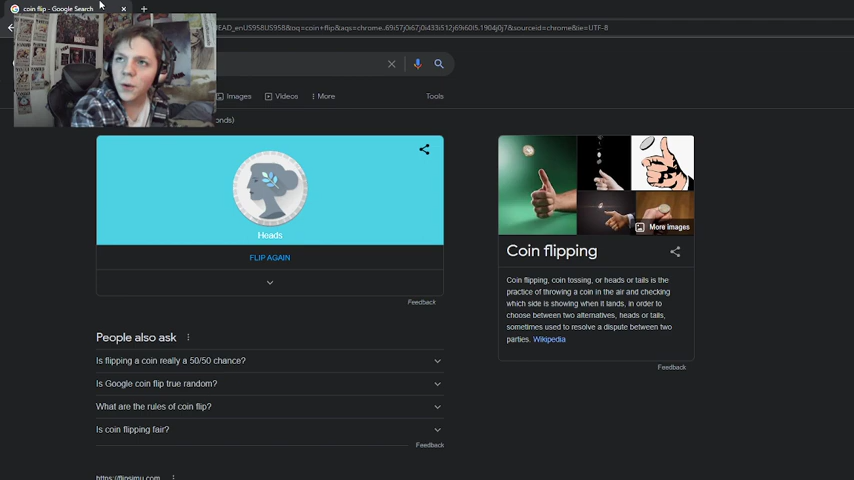 coin flip - Google Search
EAD_enUS958US958&oq=coin+flip&aqs=chrome..69i57j0i67j0i433i512j69i60l5.1904j0j7&sourceid=chrome&ie=UTF-8
Images
Videos
More
Tools
onds)
Heads
FLIP AGAIN
Feedback
More images
Coin flipping
Coin flipping, coin tossing, or heads or tails is the
practice of throwing a coin in the air and checking
which side is showing when it lands, in order to
choose between two alternatives, heads or tails,
sometimes used to resolve a dispute between two
parties. Wikipedia
Feedback
People also ask
Is flipping a coin really a 50/50 chance?
Is Google coin flip true random?
What are the rules of coin flip?
Is coin flipping fair?
Feedback
https://flipsimu.com